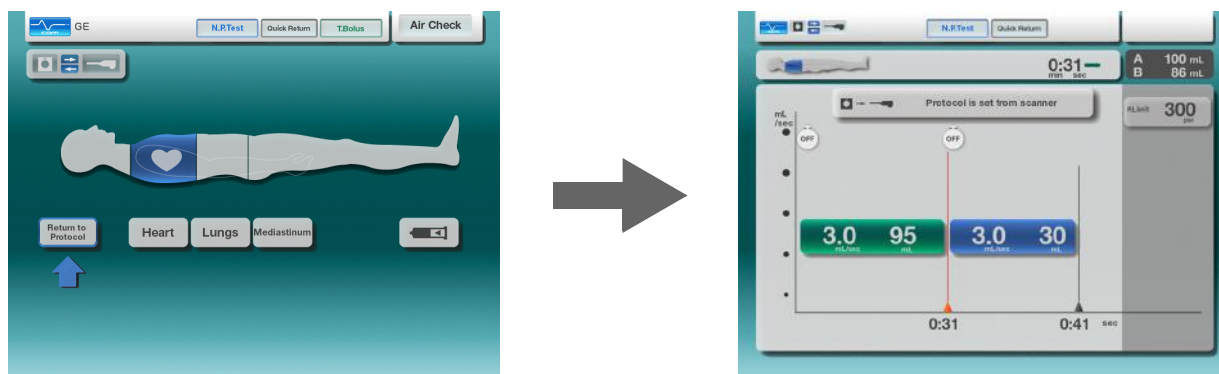 .com
GE
N.P.Test
Quick Return
T.Bolus
Air Check
Return to
Protocol
Heart
Lungs
Mediastinum
N.P.Test
Quick Return
0:31
min sec
A 100 mL
B 86 mL
Protocol is set from scanner
300
psi
mL
/sec
OFF
OFF
3.0 95
mL/sec mL
3.0 30
mL/sec mL
0:31
0:41
sec